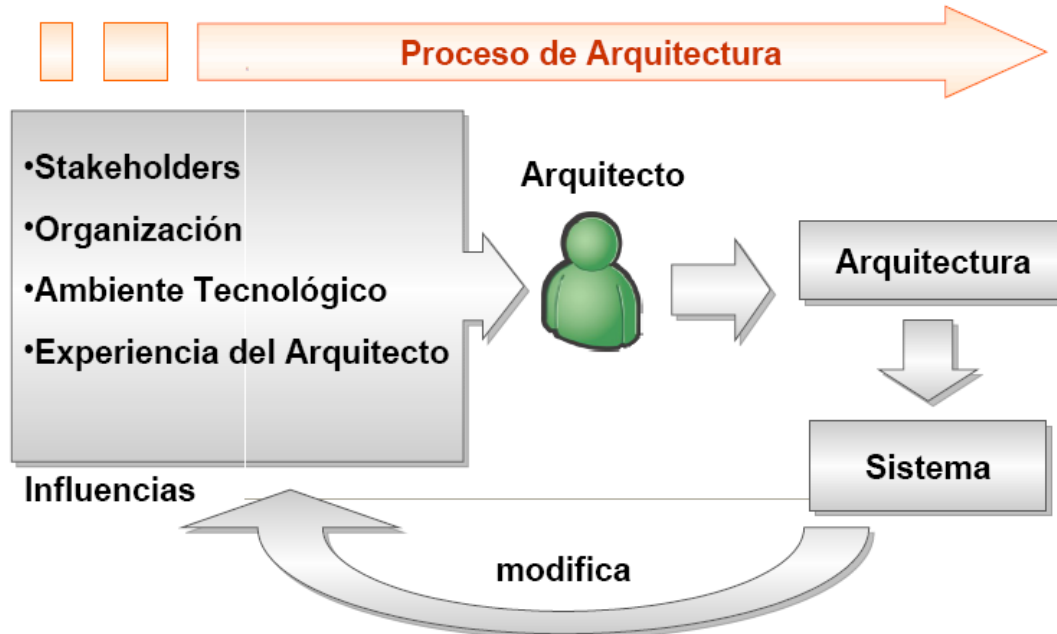 Proceso de Arquitectura
•Stakeholders
•Organización
•Ambiente Tecnológico
•Experiencia del Arquitecto
Influencias
Arquitecto
Arquitectura
Sistema
modifica